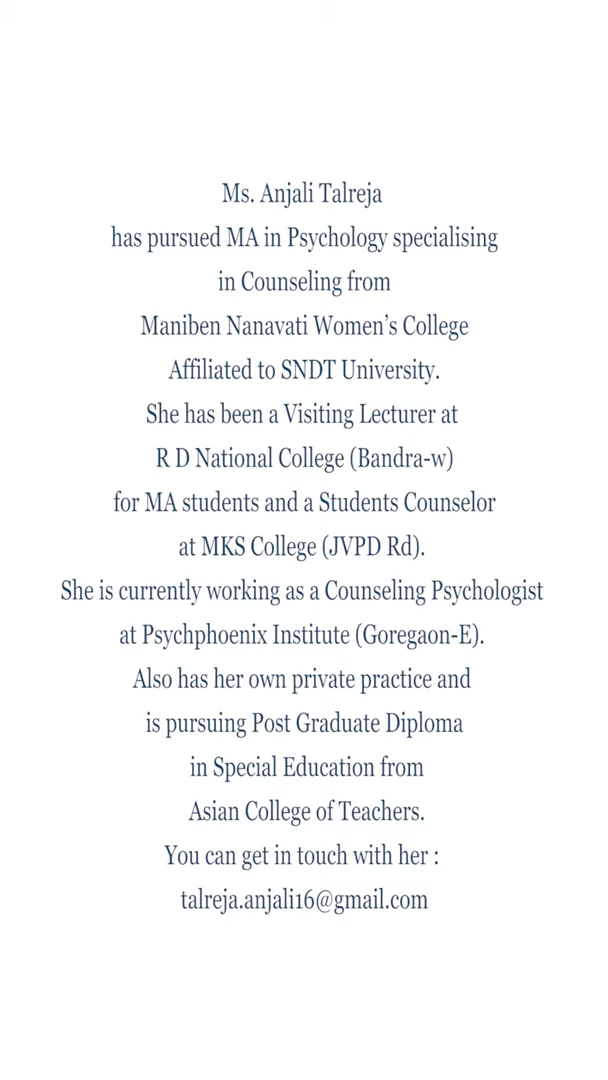 Ms. Anjali Talreja
has pursued MA in Psychology specialising
in Counseling from
Maniben Nanavati Women’s College
Affiliated to SNDT University.
She has been a Visiting Lecturer at
R D National College (Bandra-w)
for MA students and a Students Counselor
at MKS College (JVPD Rd).
She is currently working as a Counseling Psychologist
at Psychphoenix Institute (Goregaon-E).
Also has her own private practice and
is pursuing Post Graduate Diploma
in Special Education from
Asian College of Teachers.
You can get in touch with her :
talreja.anjali16@gmail.com